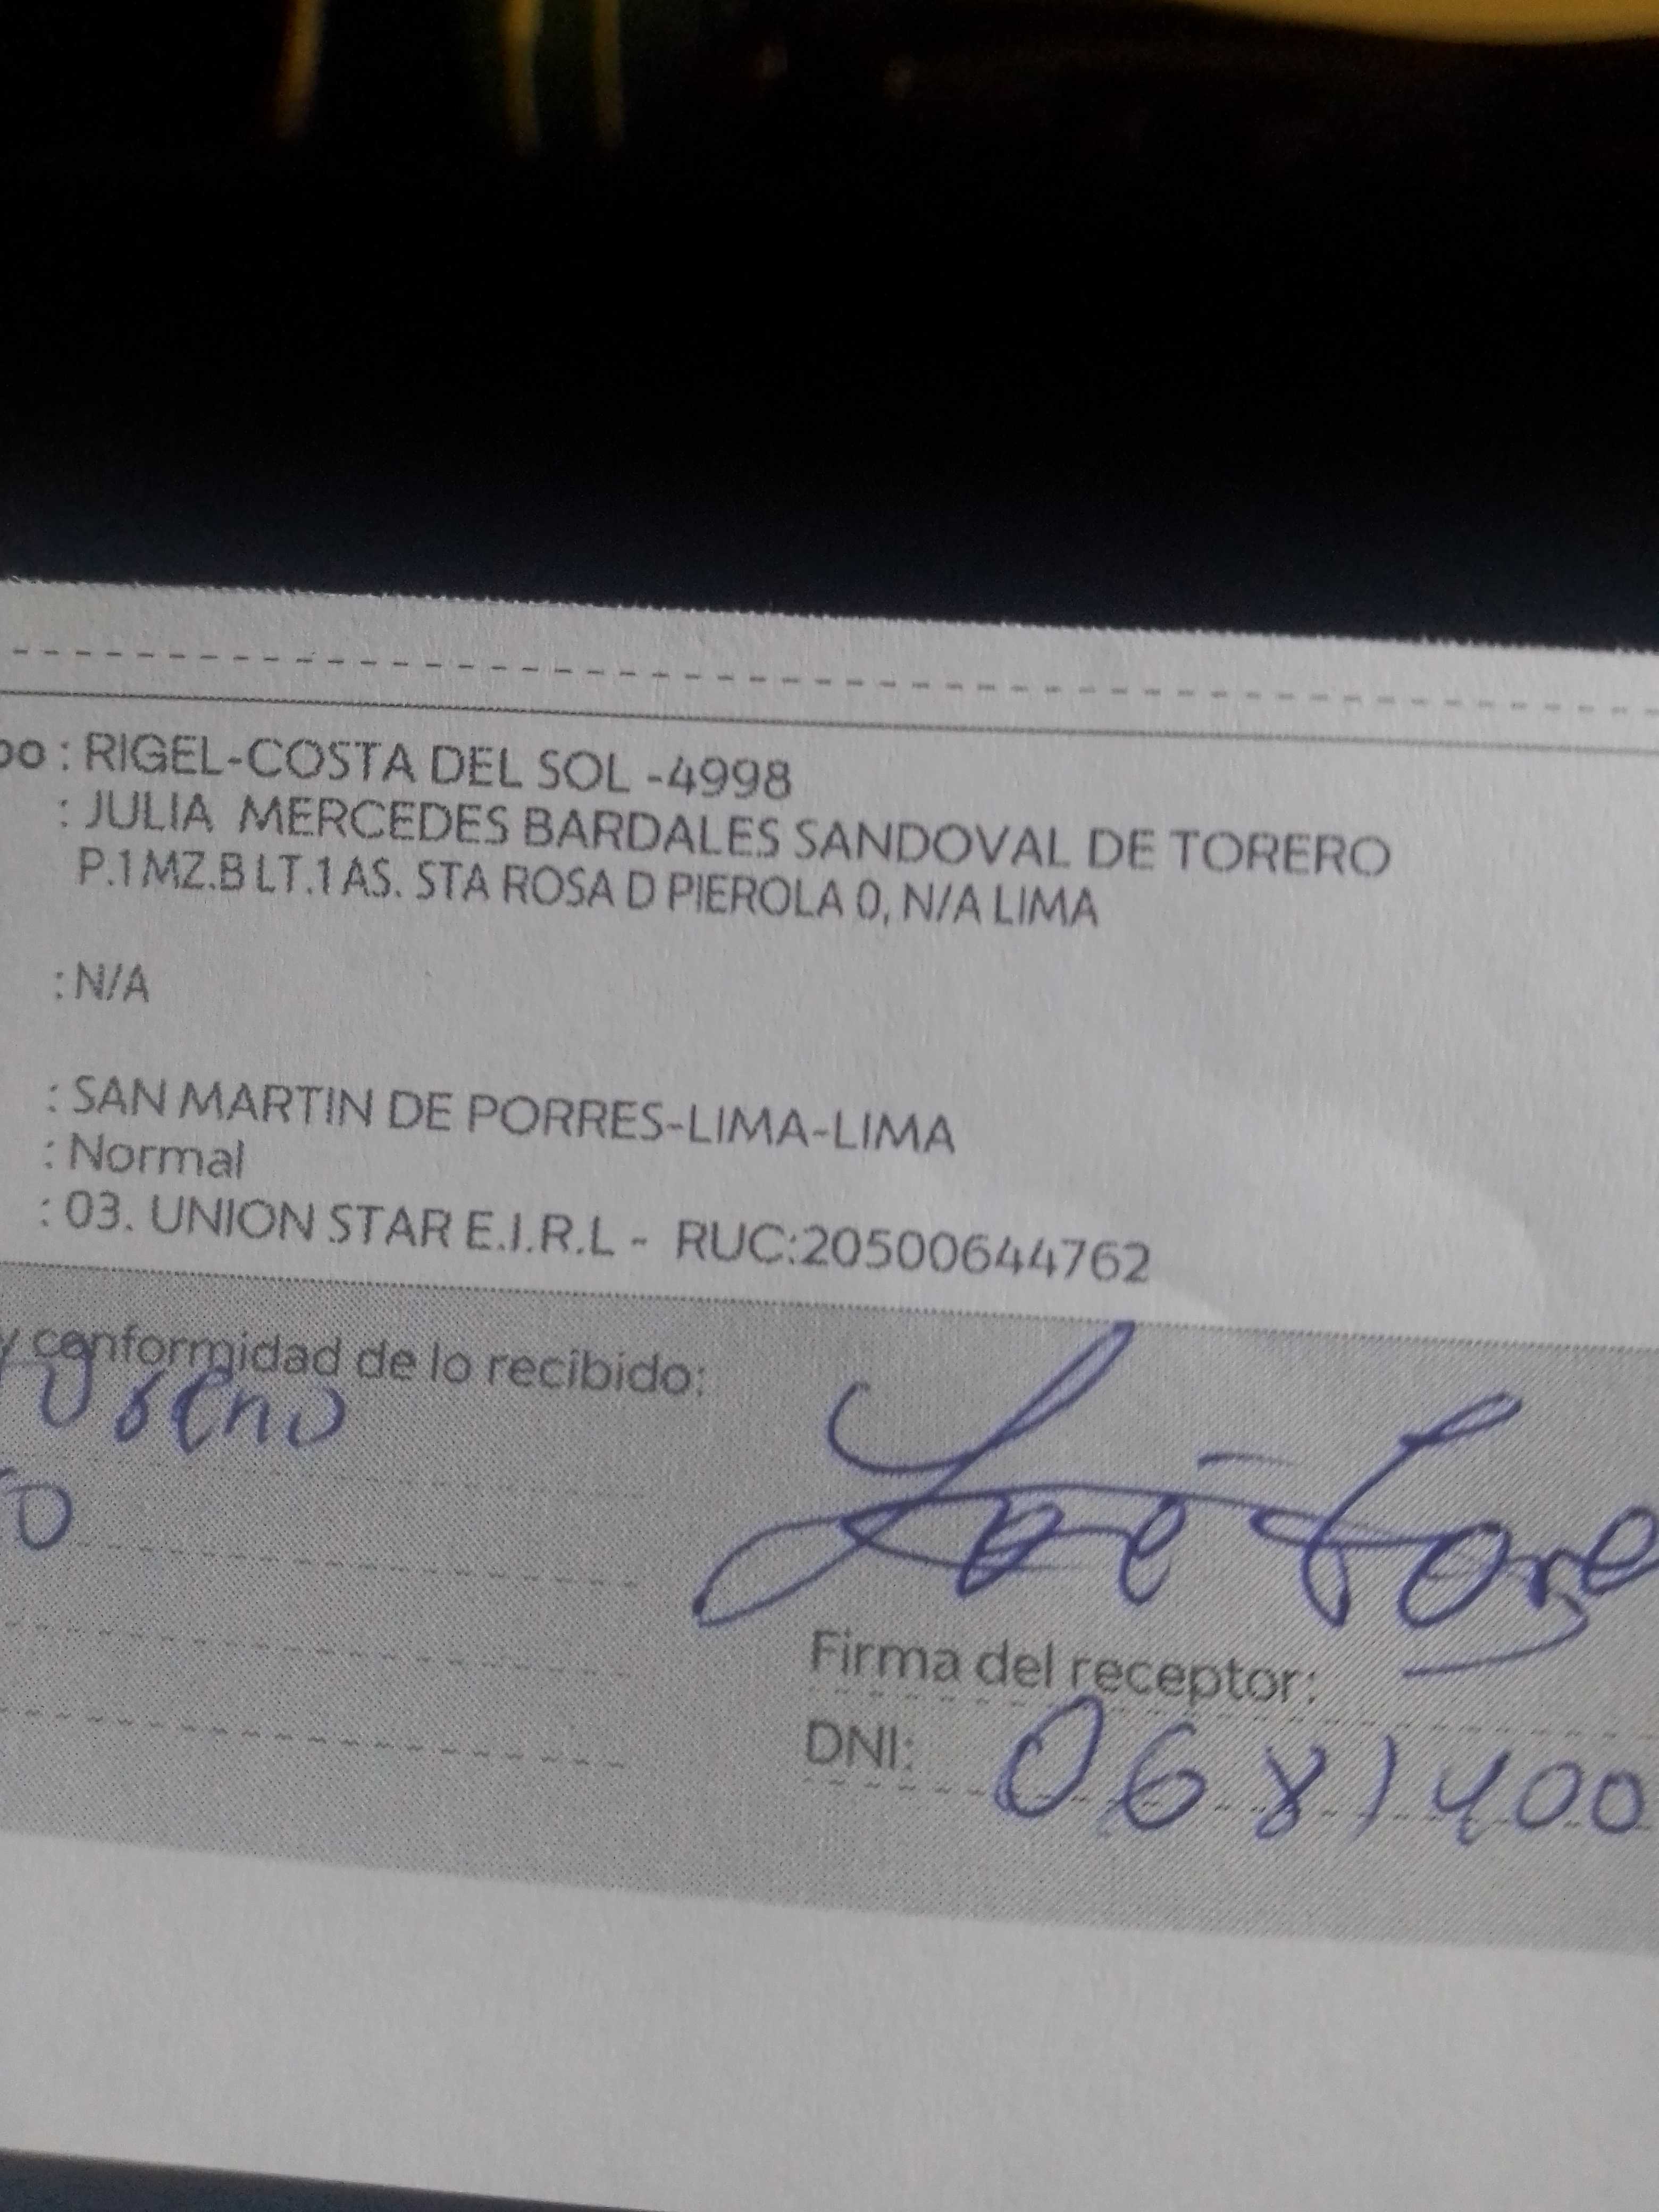 po : RIGEL-COSTA DEL SOL -4998
: JULIA MERCEDES BARDALES SANDOVAL DE TORERO
P.1 MZ.B LT.1 AS. STA ROSA D PIEROLA 0, N/A LIMA
: N/A
: SAN MARTIN DE PORRES-LIMA-LIMA
: Normal
: 03. UNION STAR E.I.R.L - RUC:20500644762
y conformidad de lo recibido:
Firma del receptor:
DNI: 0681400